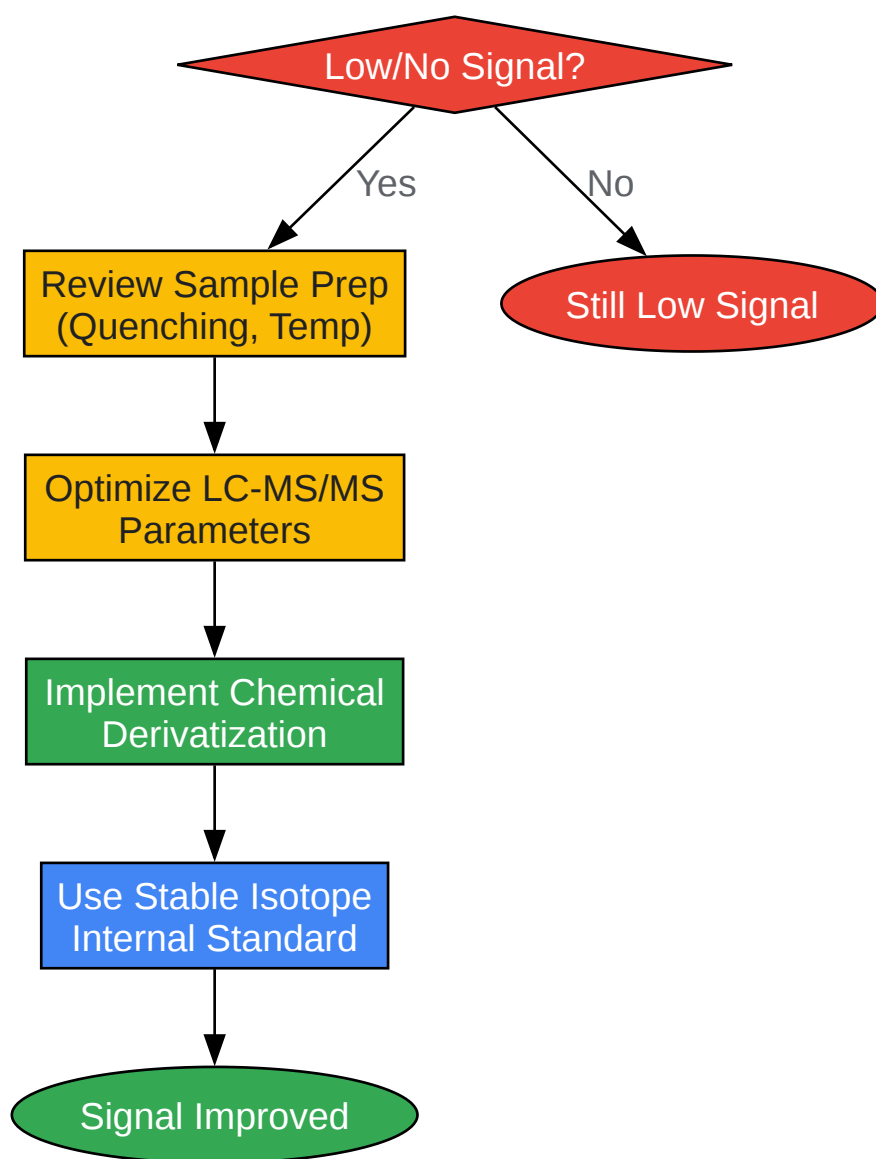 Low/No Signal?
Yes
No
Review Sample Prep
(Quenching, Temp)
Still Low Signal
Optimize LC-MS/MS
Parameters
Implement Chemical
Derivatization
Use Stable Isotope
Internal Standard
Signal Improved